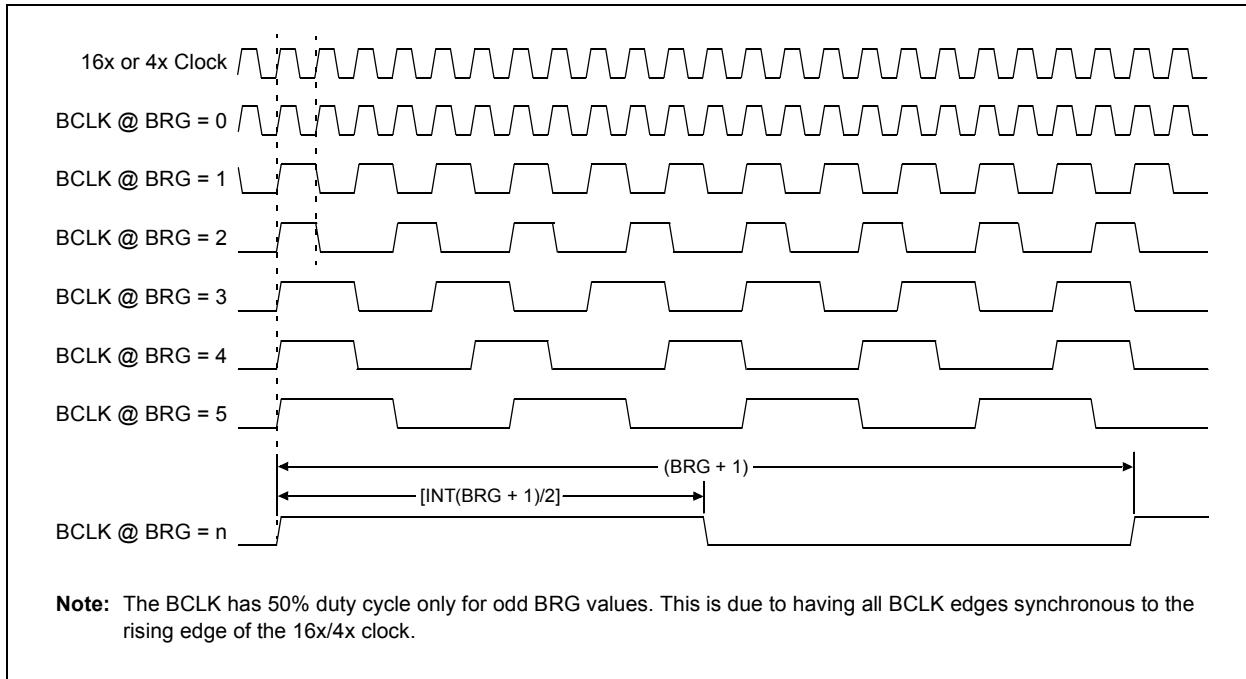 16x or 4x Clock
BCLK @ BRG = 0
BCLK @ BRG = 1
BCLK @ BRG = 2
BCLK @ BRG = 3
BCLK @ BRG = 4
BCLK @ BRG = 5
(BRG + 1)
[INT(BRG + 1)/2]
BCLK @ BRG = n
Note: The BCLK has 50% duty cycle only for odd BRG values. This is due to having all BCLK edges synchronous to the
rising edge of the 16x/4x clock.